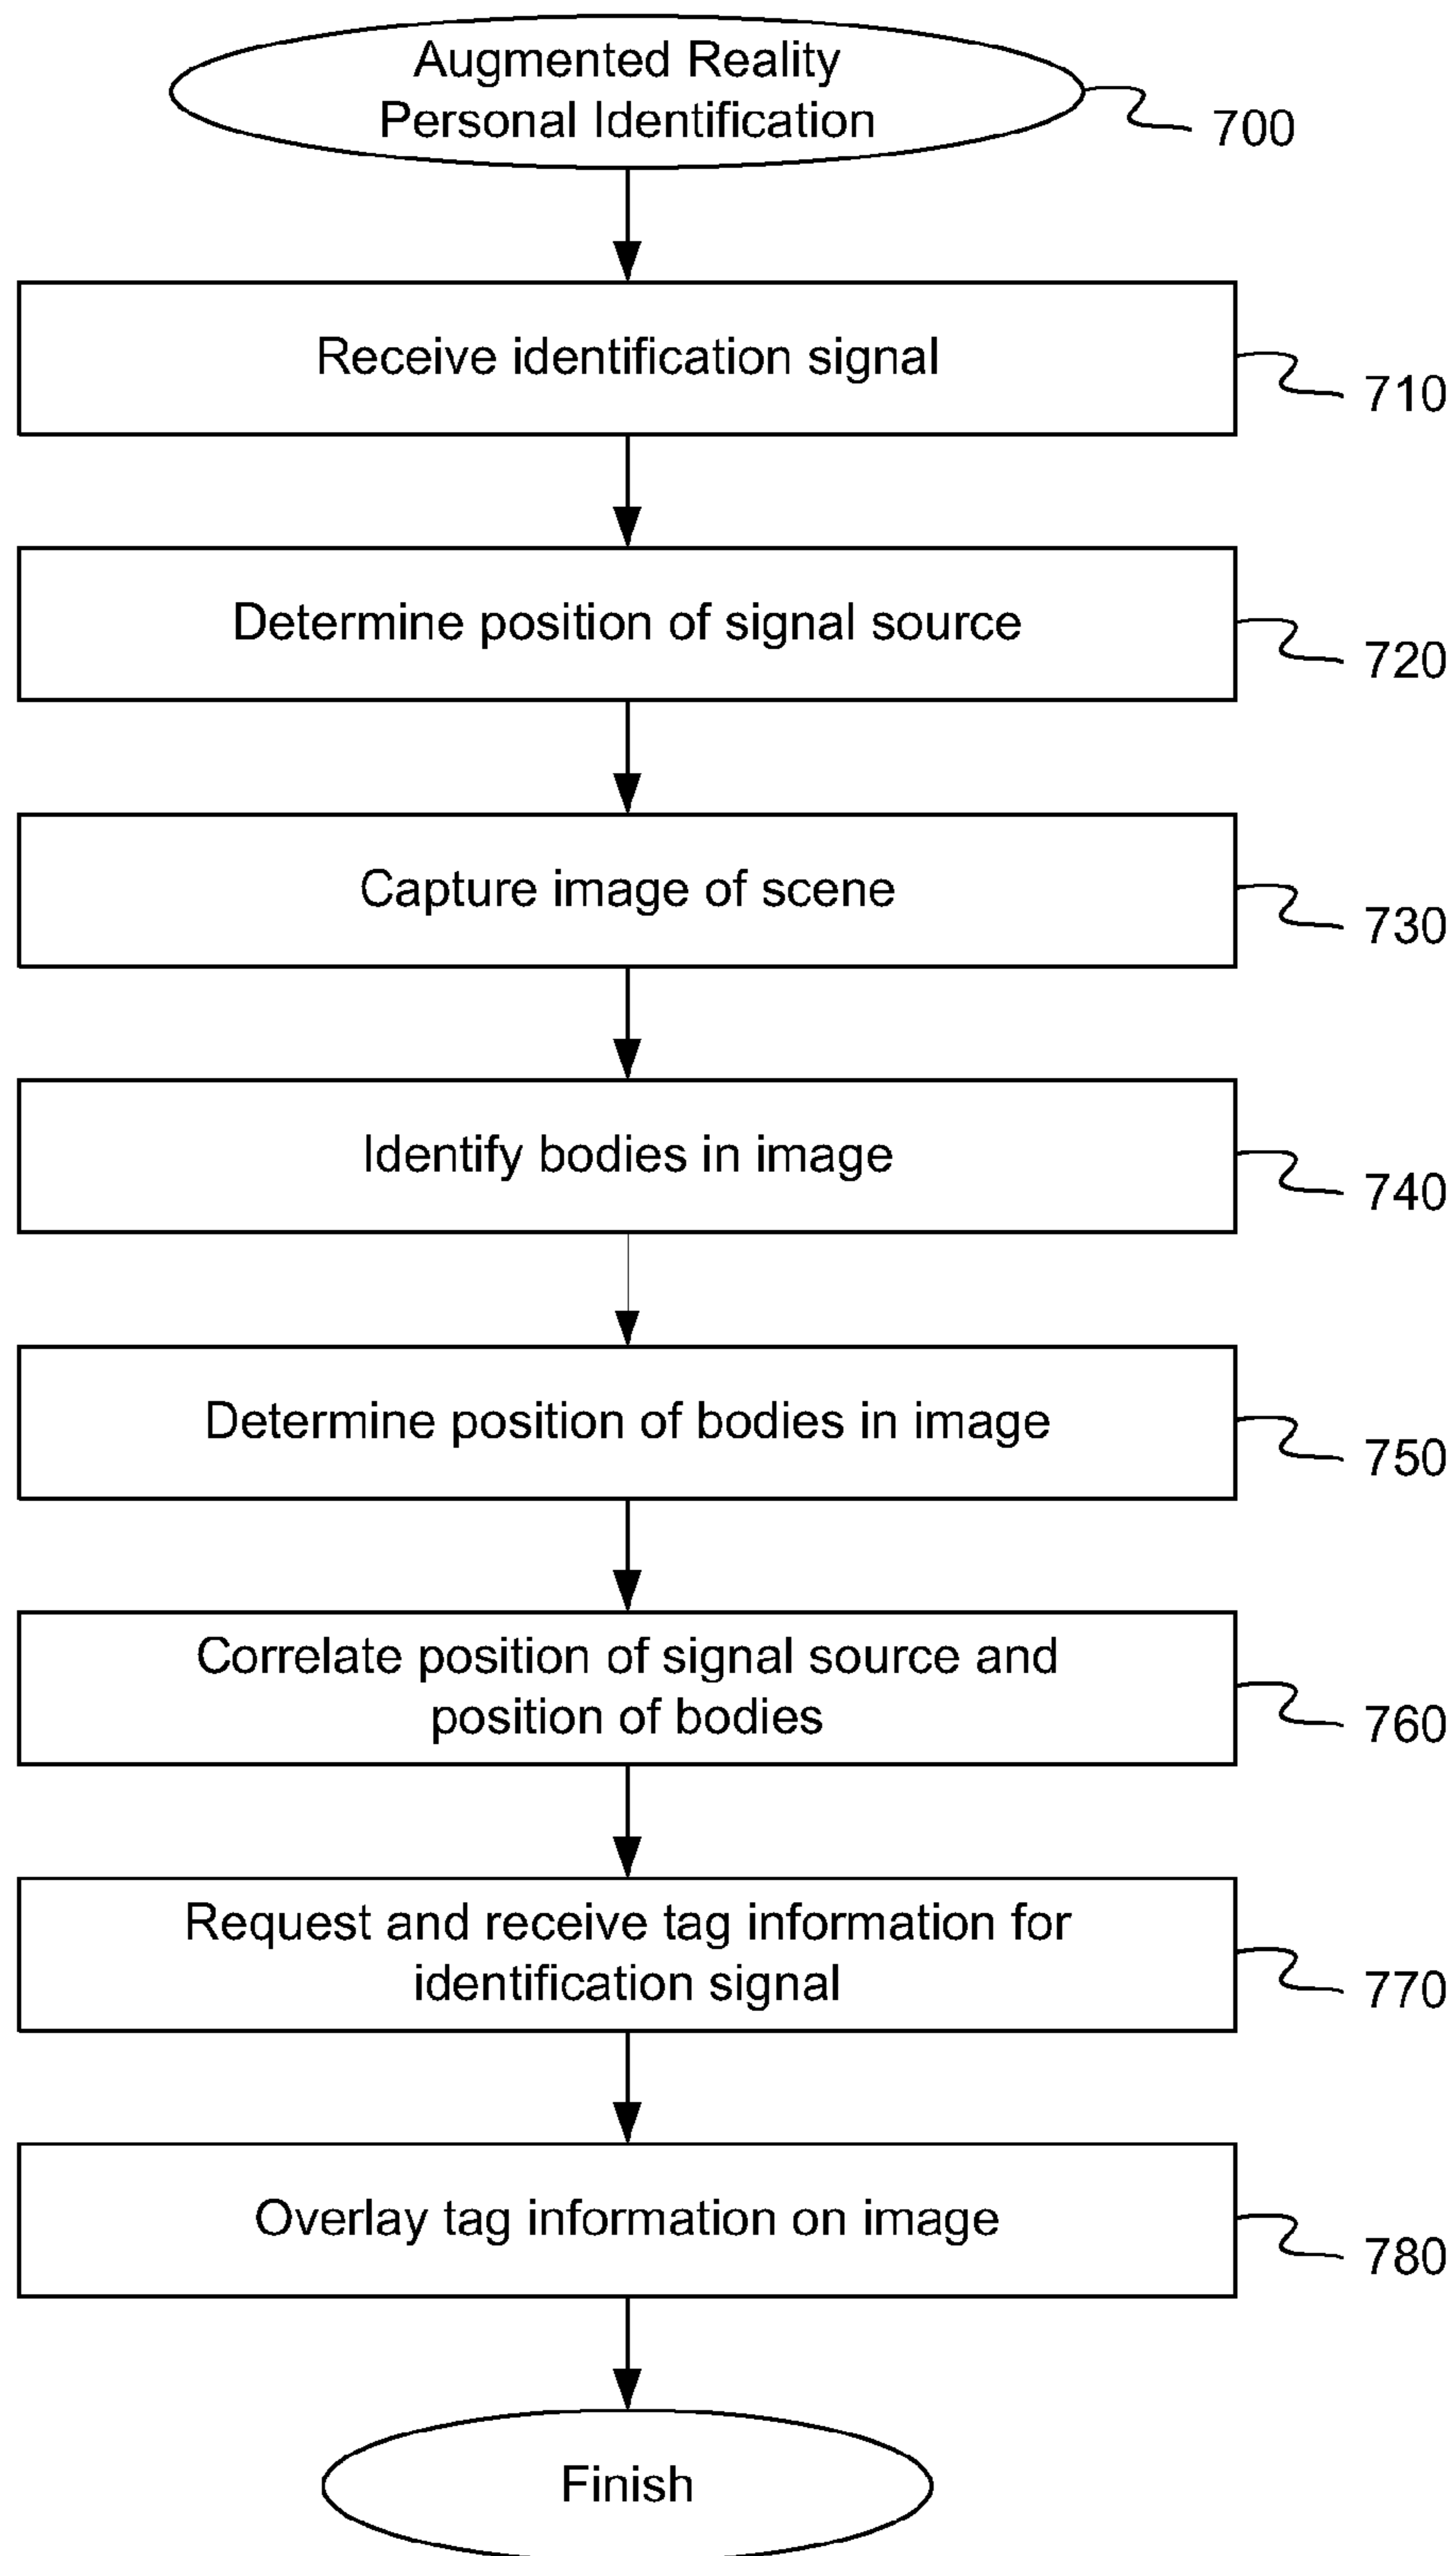 Augmented Reality
Personal Identification
700
Receive identification signal
710
Determine position of signal source
720
Capture image of scene
730
Identify bodies in image
740
Determine position of bodies in image
750
Correlate position of signal source and
position of bodies
760
Request and receive tag information for
identification signal
770
Overlay tag information on image
780
Finish